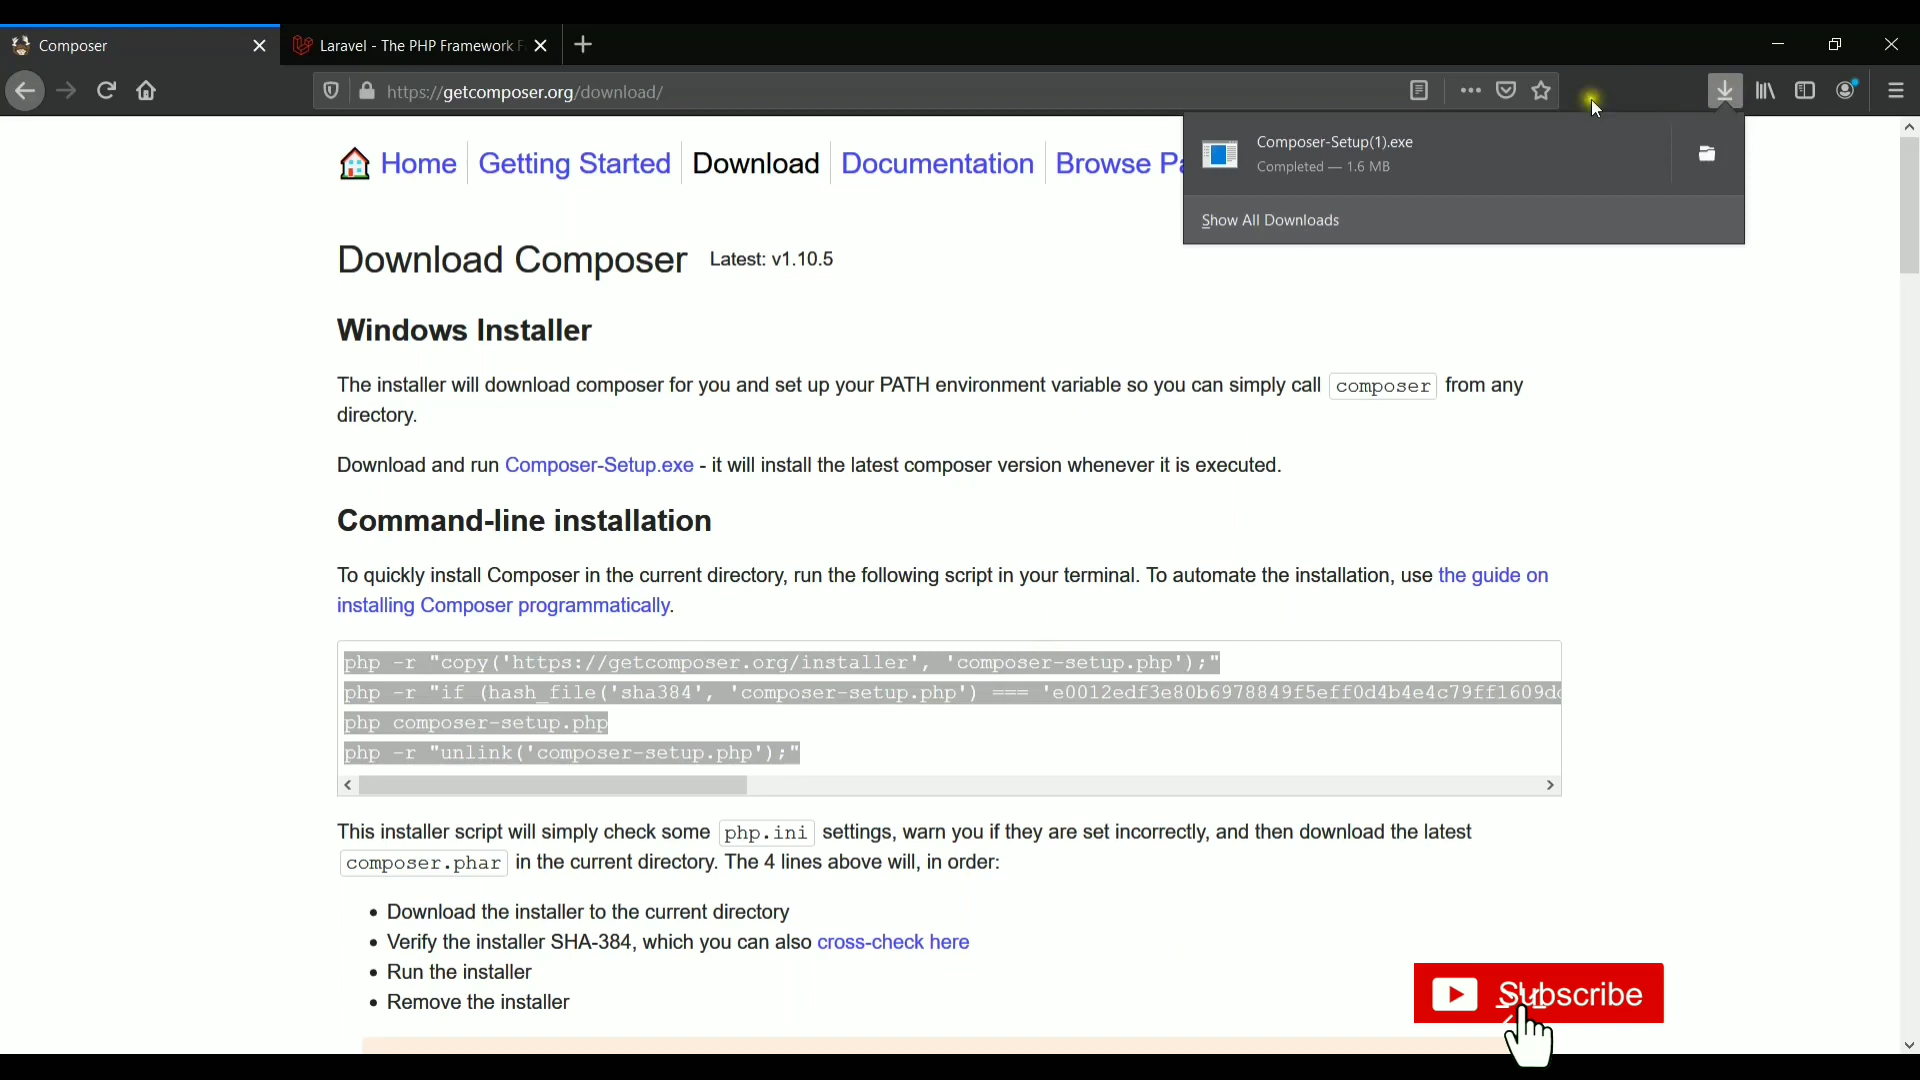 Composer
Laravel - The PHP Framework F
https://getcomposer.org/download/
Composer-Setup(1).exe
Completed — 1.6 MB
Show All Downloads
Home
Getting Started
Download
Documentation
Browse Pa
Download Composer Latest: v1.10.5
Windows Installer
The installer will download composer for you and set up your PATH environment variable so you can simply call composer from any
directory.
Download and run Composer-Setup.exe - it will install the latest composer version whenever it is executed.
Command-line installation
To quickly install Composer in the current directory, run the following script in your terminal. To automate the installation, use the guide on
installing Composer programmatically.
php -r "copy('https://getcomposer.org/installer', 'composer-setup.php');"
php -r "if (hash_file('sha384', 'composer-setup.php') === 'e0012edf3e80b6978849f5eff0d4b4e4c79ff1609dd
php composer-setup.php
php -r "unlink('composer-setup.php');"
This installer script will simply check some php.ini settings, warn you if they are set incorrectly, and then download the latest
composer.phar in the current directory. The 4 lines above will, in order:
• Download the installer to the current directory
• Verify the installer SHA-384, which you can also cross-check here
• Run the installer
• Remove the installer
Subscribe